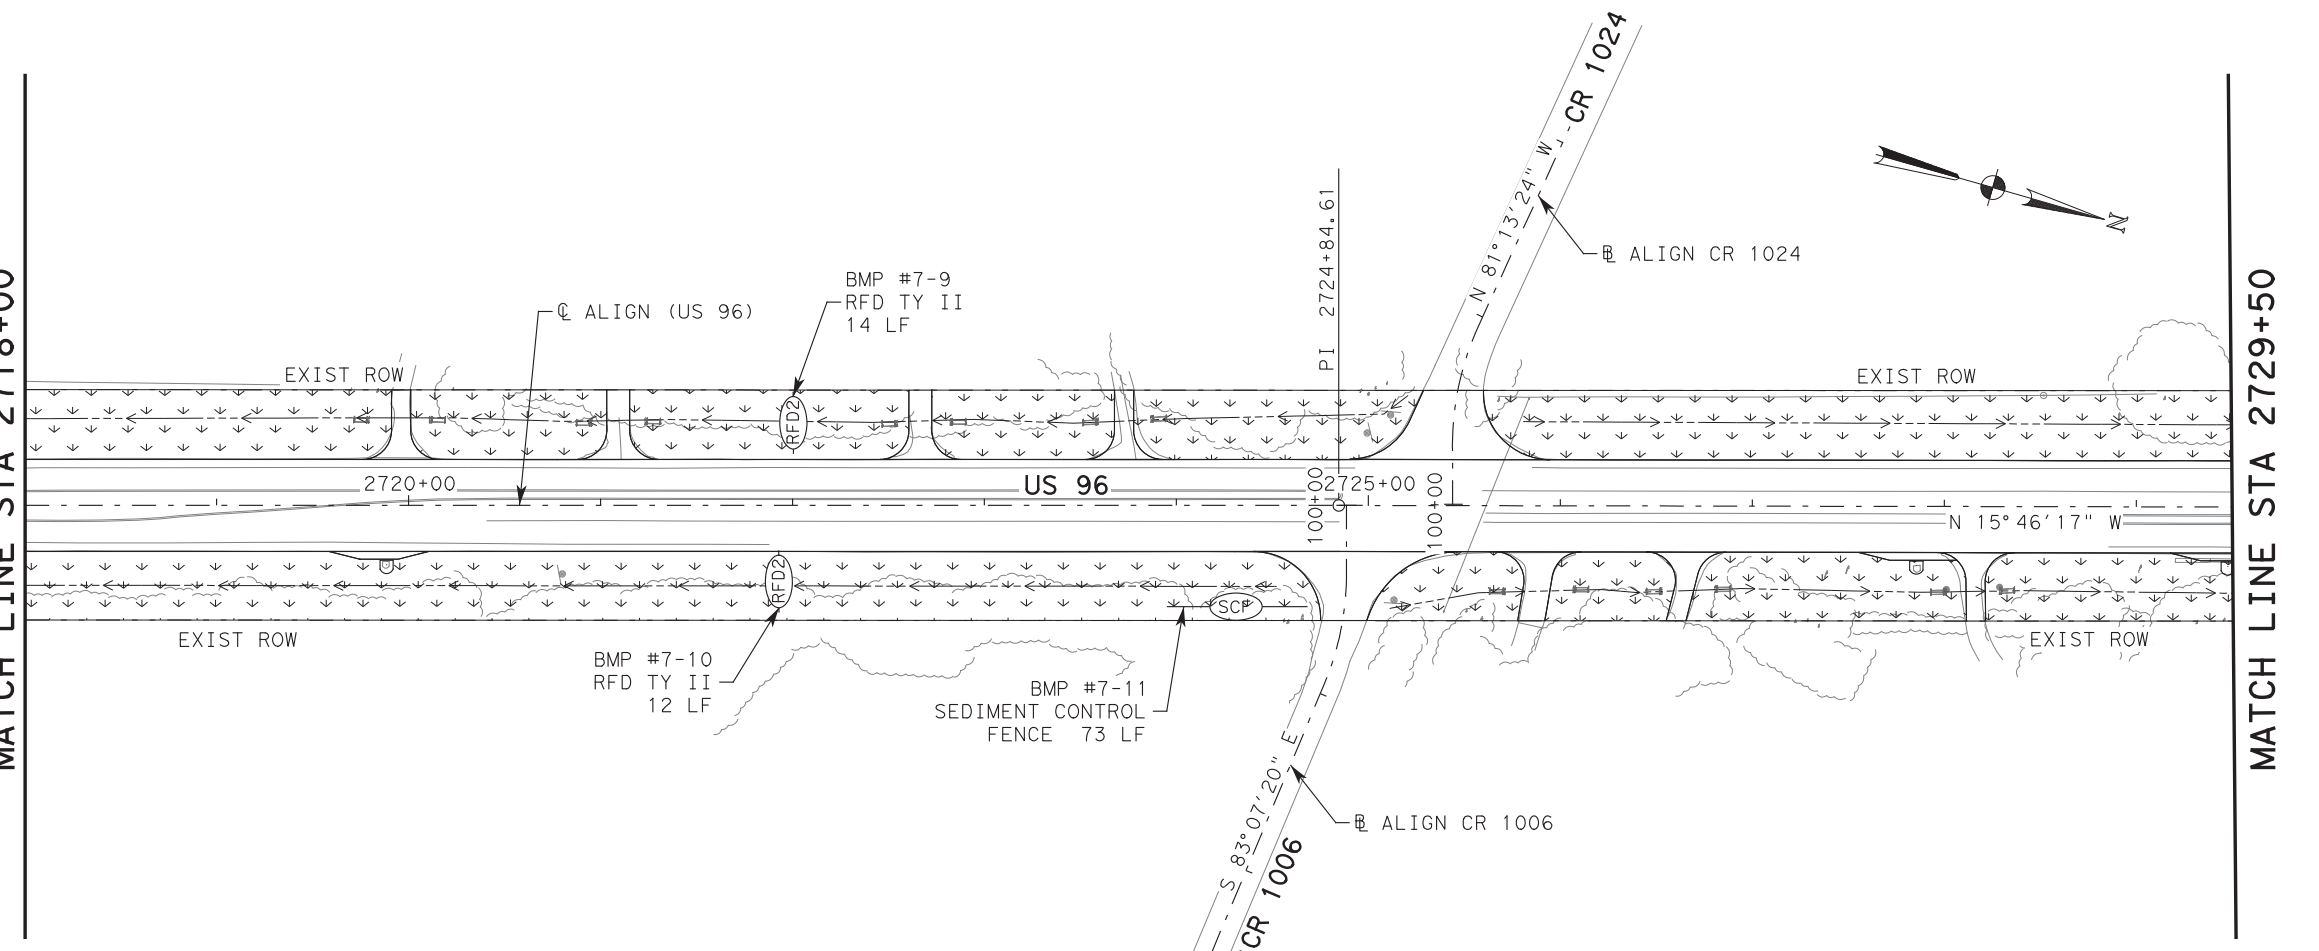 MATCH LINE STA 2718+00
CR 1024
N 81°13'24" W
℄ ALIGN (US 96)
BMP #7-9
RFD TY II
14 LF
PI 2724+84.61
B̵L ALIGN CR 1024
N
EXIST ROW
EXIST ROW
RFD2
2720+00
US 96
100+00
2725+00
100+00
N 15°46'17" W
RFD2
SCF
EXIST ROW
EXIST ROW
BMP #7-10
RFD TY II
12 LF
BMP #7-11
SEDIMENT CONTROL
FENCE 73 LF
S 83°07'20" E
BL ALIGN CR 1006
CR 1006
MATCH LINE STA 2729+50